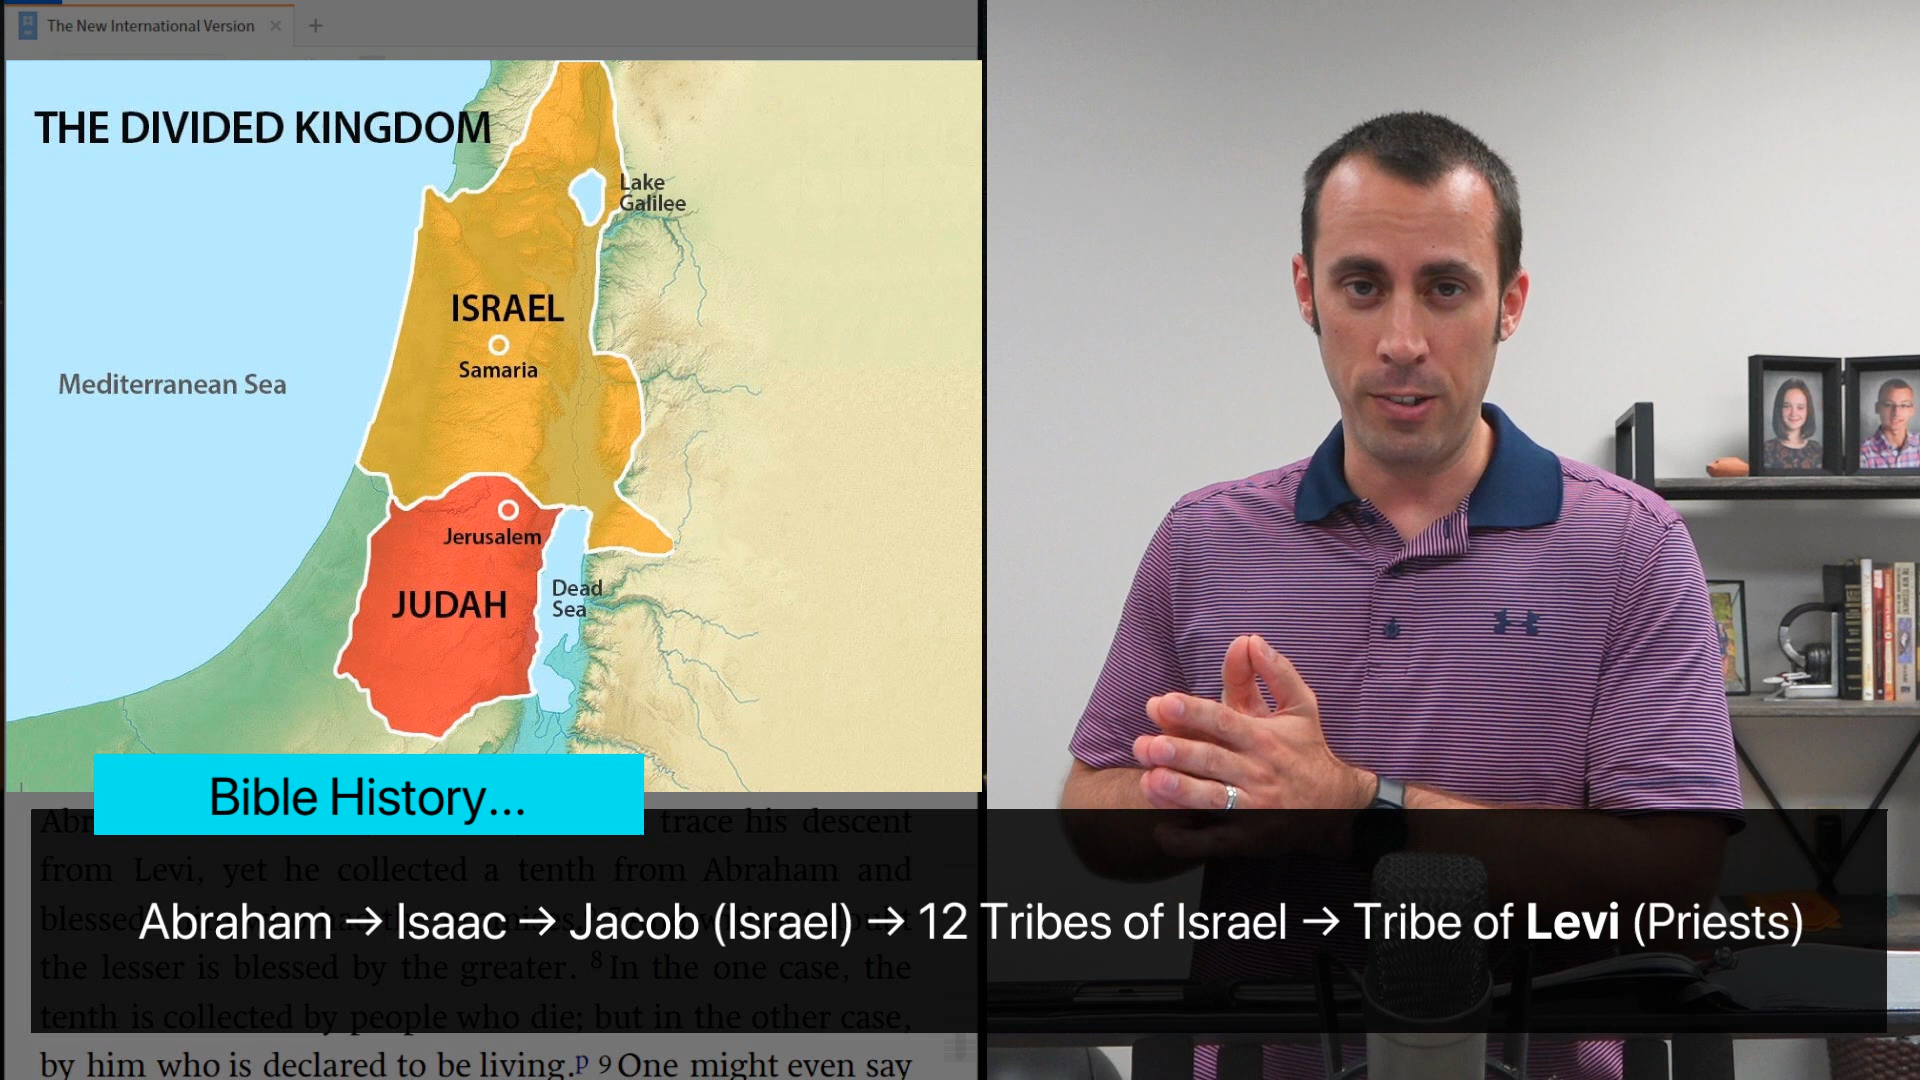 The New International Version
THE DIVIDED KINGDOM
Lake
Galilee
ISRAEL
Samaria
Mediterranean Sea
Jerusalem
JUDAH
Dead
Sea
Bible History...
trace his descent
from Levi, yet he collected a tenth from Abraham and
blessed
Abraham → Isaac → Jacob (Israel) → 12 Tribes of Israel → Tribe of Levi (Priests)
the lesser is blessed by the greater. 8 In the one case, the
tenth is collected by people who die; but in the other case,
by him who is declared to be living.p 9 One might even say